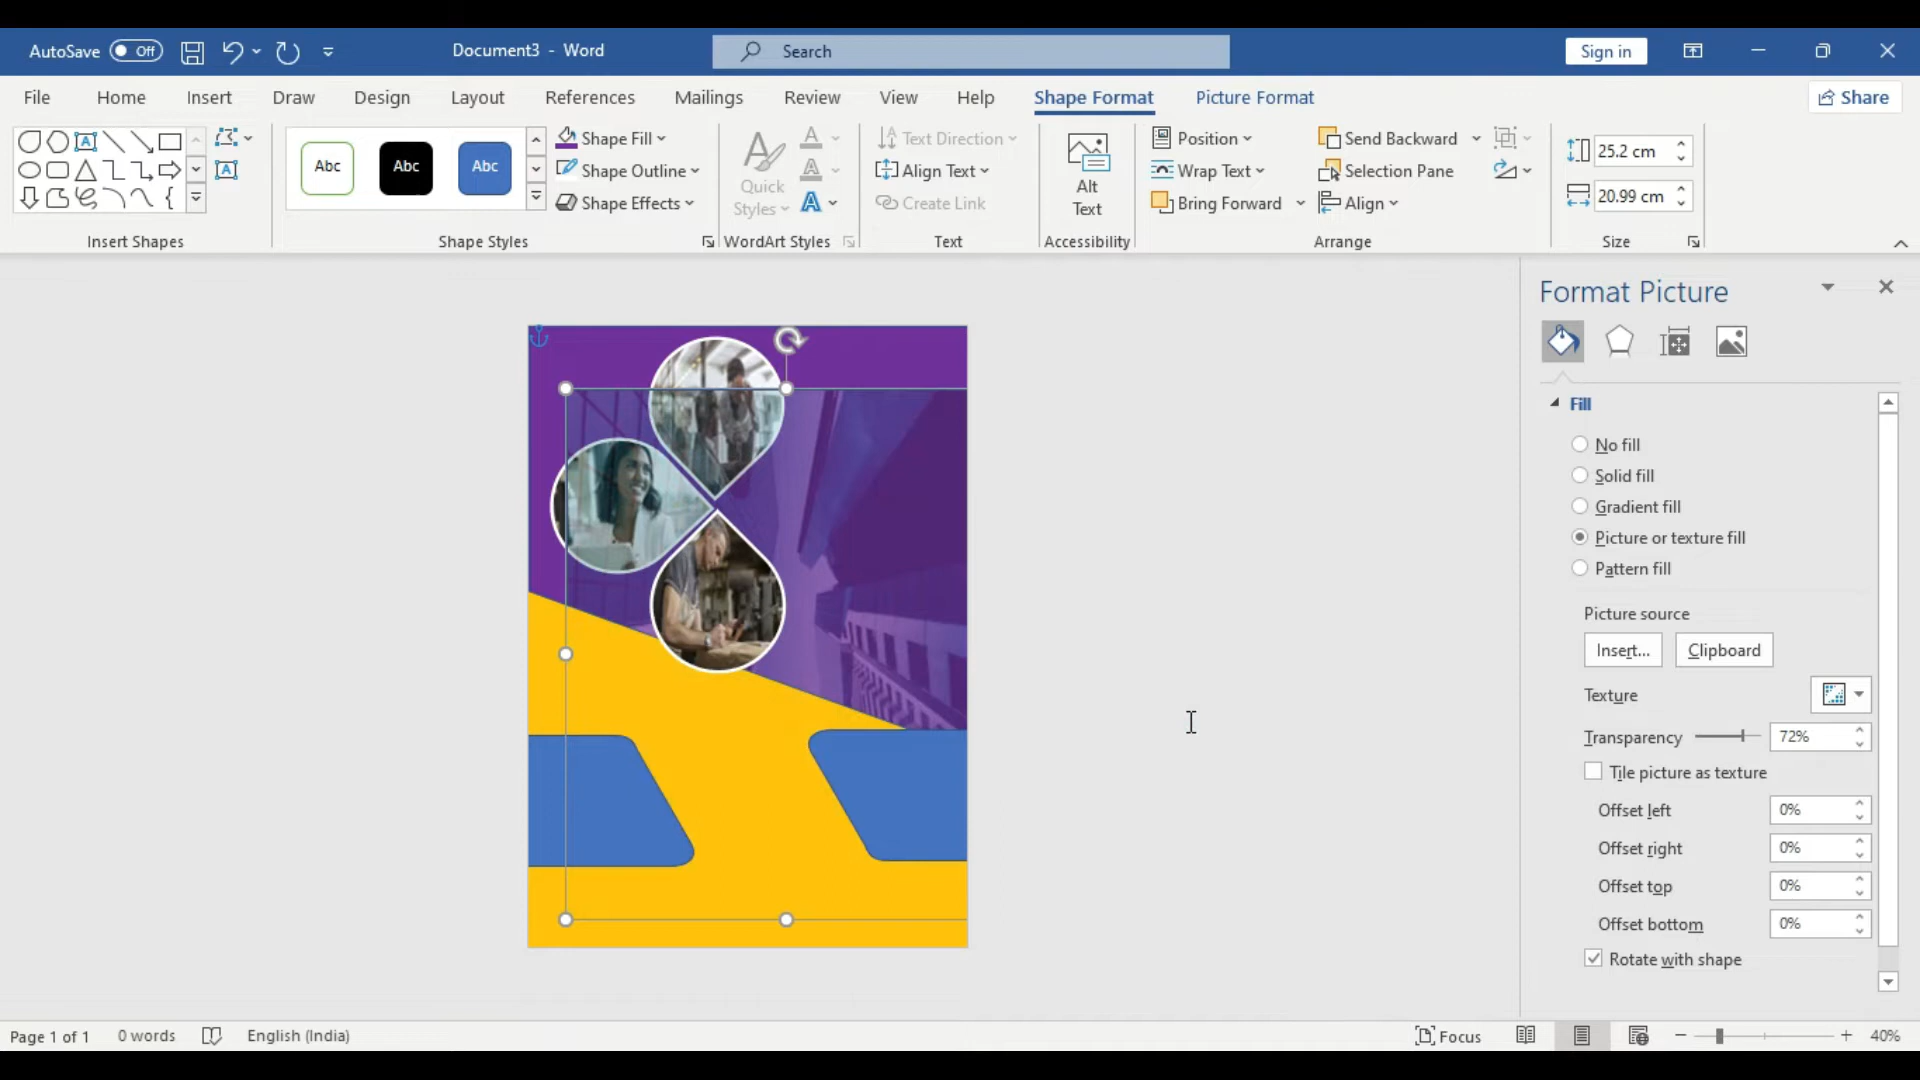 AutoSave Off Document3 - Word Search Sign in
File Home Insert Draw Design Layout References Mailings Review View Help Shape Format Picture Format Share
Abc Abc Abc
Shape Fill
Shape Outline
Shape Effects
Quick
Styles
Text Direction
Align Text
Create Link
Alt
Text
Position
Wrap Text
Bring Forward
Send Backward
Selection Pane
Align
25.2 cm
20.99 cm
Insert Shapes Shape Styles WordArt Styles Text Accessibility Arrange Size
Format Picture
Fill
No fill
Solid fill
Gradient fill
Picture or texture fill
Pattern fill
Picture source
Insert... Clipboard
Texture
Transparency 72%
Tile picture as texture
Offset left 0%
Offset right 0%
Offset top 0%
Offset bottom 0%
Rotate with shape
Page 1 of 1 0 words English (India) Focus 40%